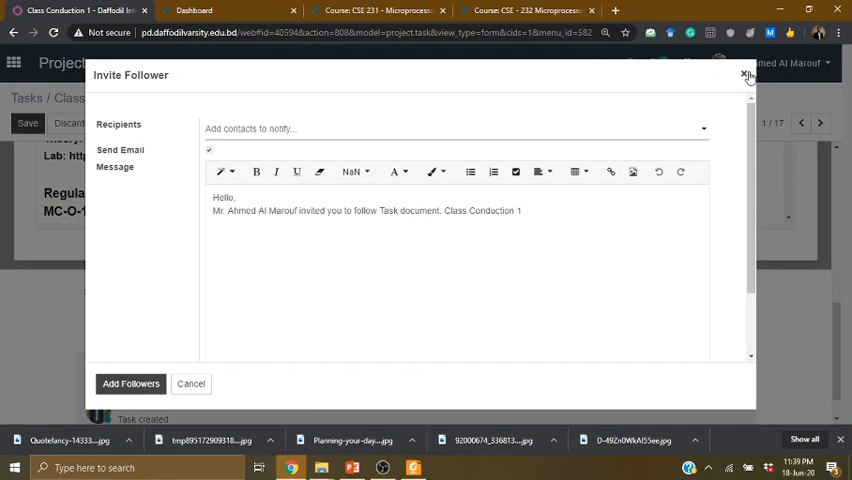 Class Conduction 1 - Daffodil Int
Dashboard
Course: CSE 231 - Microprocess
Course: CSE - 232 Microprocess
Not secure
pd.daffodilvarsity.edu.bd/web#id=40594&action=808&model=project.task&view_type=form&cids=1&menu_id=582
Project
hmed Al Marouf
Tasks / Class
Save
Discard
1 / 17
Invite Follower
Recipients
Add contacts to notify...
Send Email
Message
NaN
Hello,
Mr. Ahmed Al Marouf invited you to follow Task document: Class Conduction 1
Lab:
Regula
MC-O-1
Add Followers
Cancel
Task created
Quotefancy-14333....jpg
tmp895172909318....jpg
Planning-your-day....jpg
92000674_336813....jpg
D-49Zn0WkAI55ee.jpg
Show all
Type here to search
11:39 PM
18-Jun-20